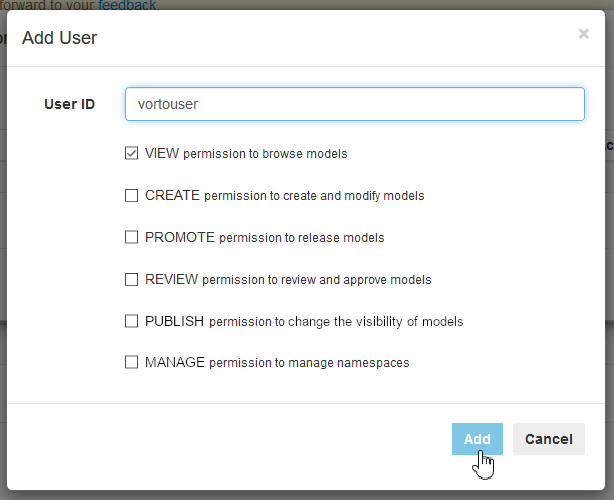 forward to your feedback.
Add User
×
User ID
vortouser
VIEW permission to browse models
CREATE permission to create and modify models
PROMOTE permission to release models
REVIEW permission to review and approve models
PUBLISH permission to change the visibility of models
MANAGE permission to manage namespaces
Add Cancel